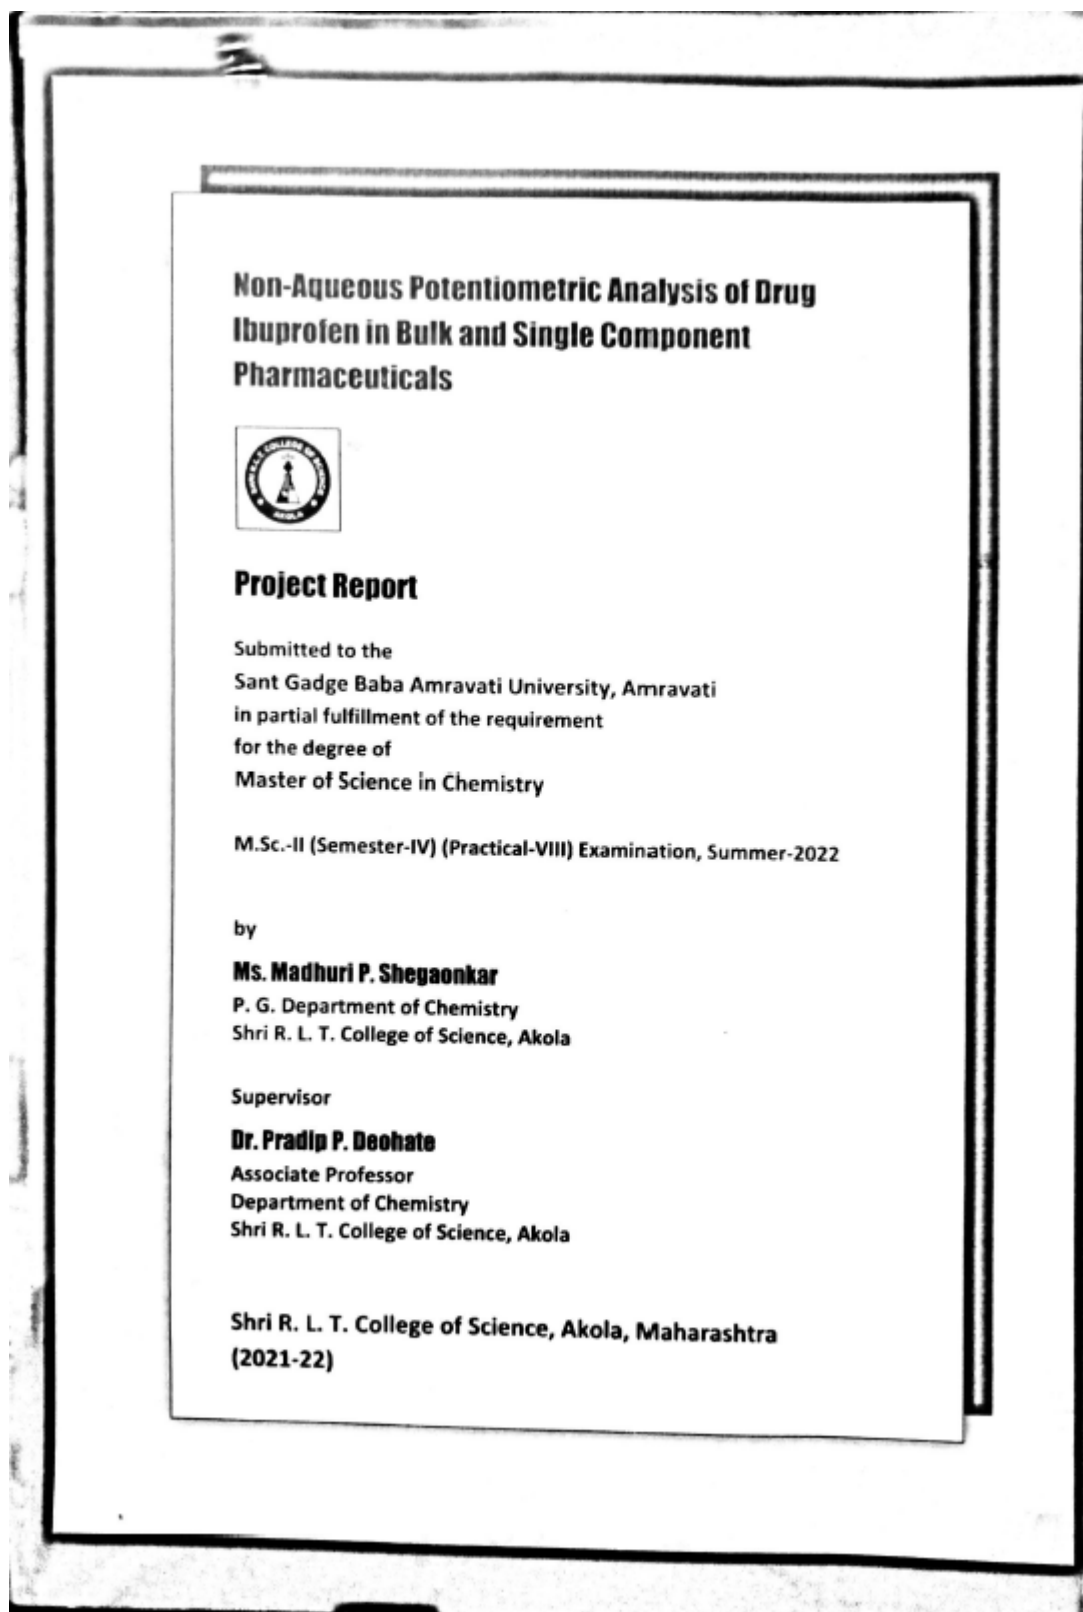 Non-Aqueous Potentiometric Analysis of Drug
Ibuprofen in Bulk and Single Component
Pharmaceuticals
AKOLA
Project Report
Submitted to the
Sant Gadge Baba Amravati University, Amravati
in partial fulfillment of the requirement
for the degree of
Master of Science in Chemistry
M.Sc.-II (Semester-IV) (Practical-VIII) Examination, Summer-2022
by
Ms. Madhuri P. Shegaonkar
P. G. Department of Chemistry
Shri R. L. T. College of Science, Akola
Supervisor
Dr. Pradip P. Deohate
Associate Professor
Department of Chemistry
Shri R. L. T. College of Science, Akola
Shri R. L. T. College of Science, Akola, Maharashtra
(2021-22)